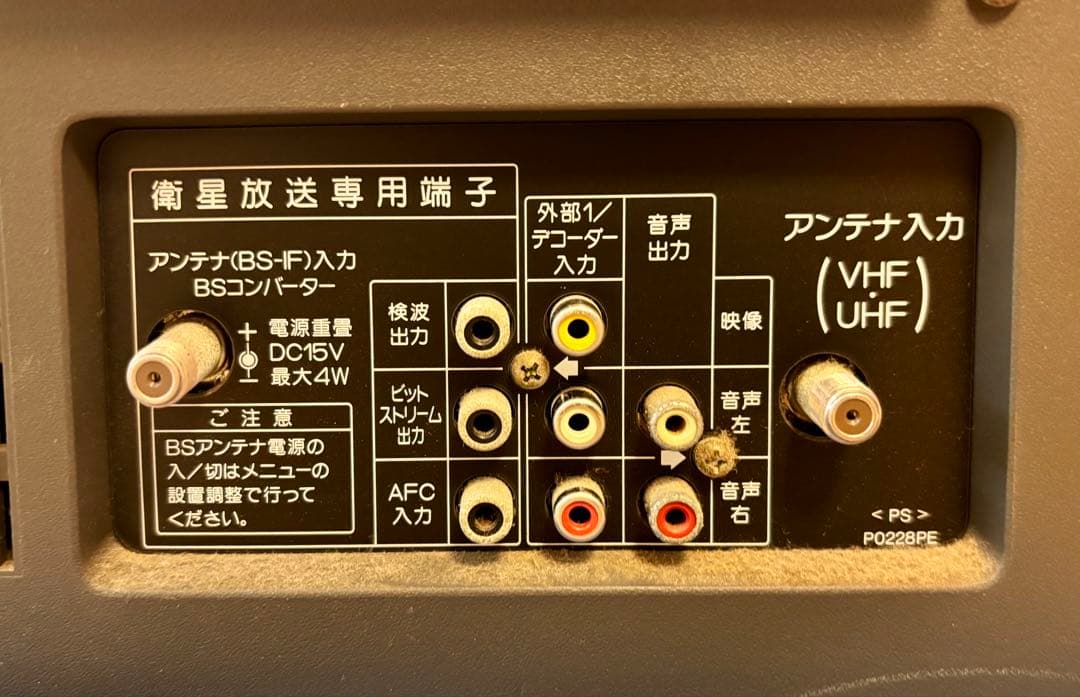 衛星放送専用端子
アンテナ(BS-IF)入力
BSコンバーター
電源重畳
DC15V
最大4W
ご注意
BSアンテナ電源の
入/切はメニューの
設置調整で行って
ください。
検波
出力
ビット
ストリーム
出力
AFC
入力
外部1/
デコーダー
入力
音声
出力
映像
音声
左
音声
右
アンテナ入力
(VHF・
UHF)
<PS>
P0228PE